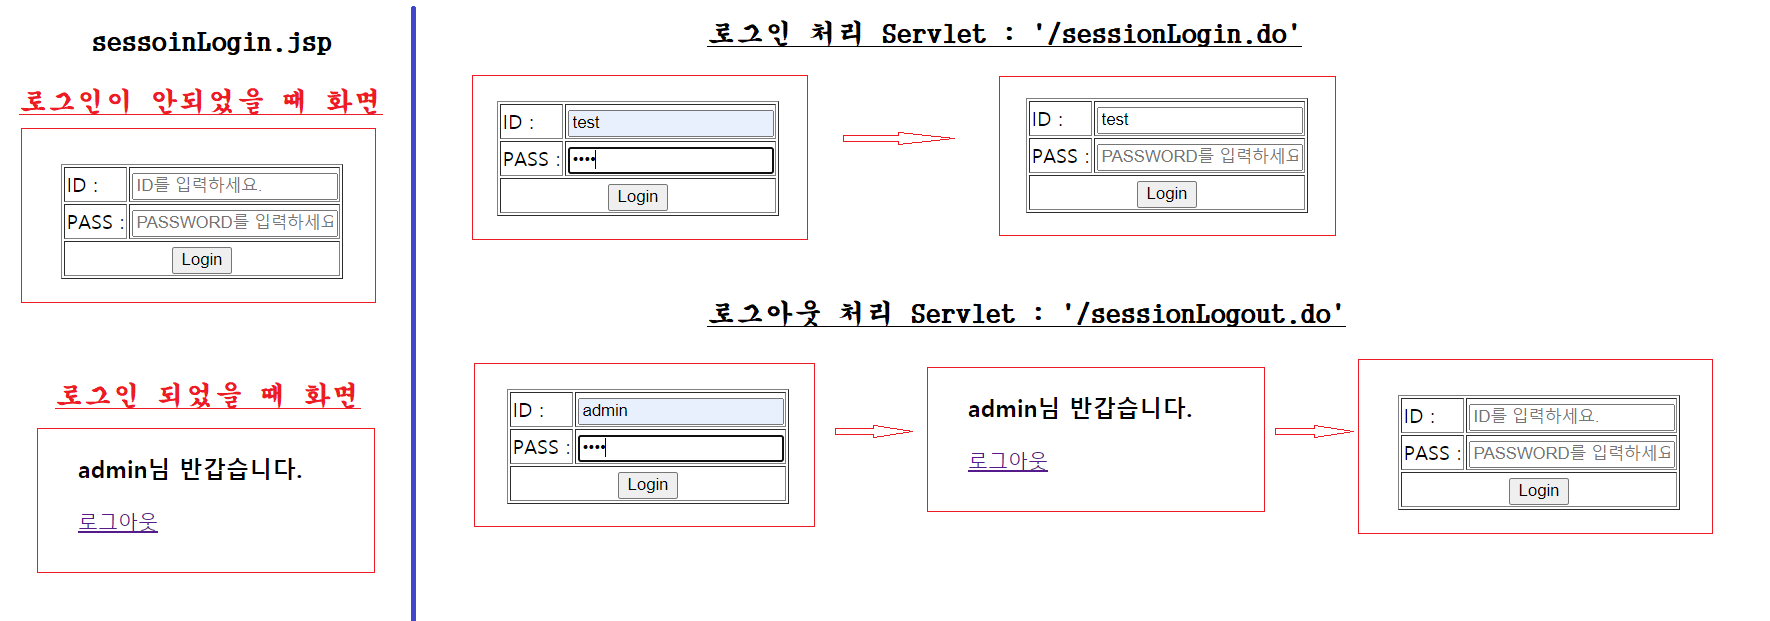 sessoinLogin.jsp
로그인이 안되었을 때 화면
ID :
ID를 입력하세요.
PASS :
PASSWORD를 입력하세요
Login
로그인 되었을 때 화면
admin님 반갑습니다.
로그아웃
로그인 처리 Servlet : '/sessionLogin.do'
ID :
test
PASS :
••••
Login
ID :
test
PASS :
PASSWORD를 입력하세요
Login
로그아웃 처리 Servlet : '/sessionLogout.do'
ID :
admin
PASS :
••••
Login
admin님 반갑습니다.
로그아웃
ID :
ID를 입력하세요.
PASS :
PASSWORD를 입력하세요
Login